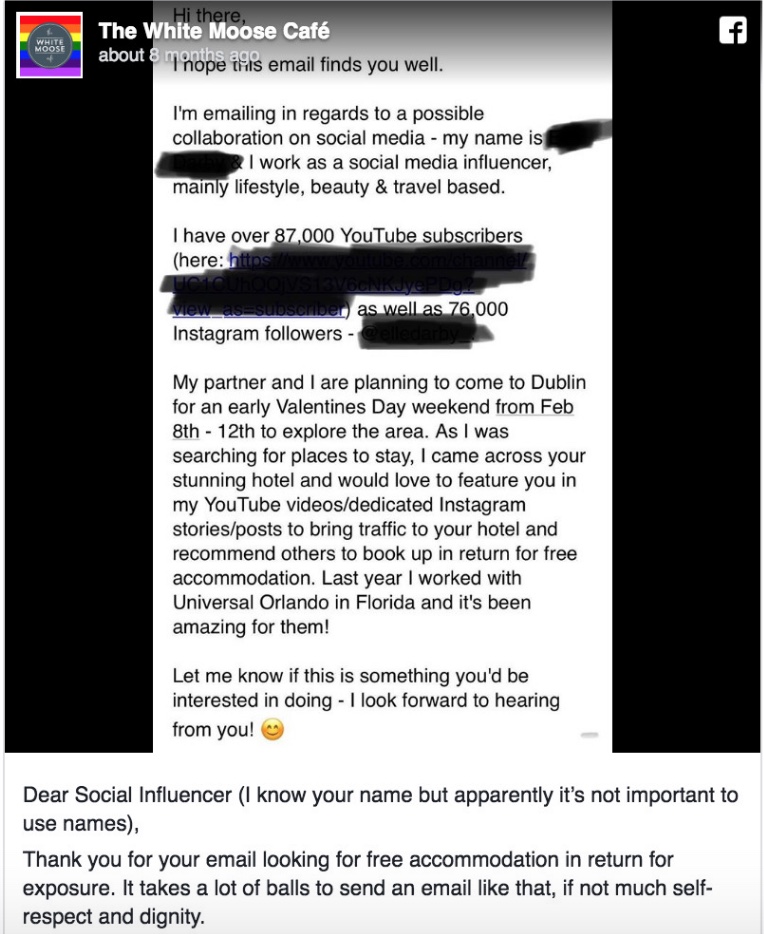 Hi there,
The White Moose Café
WHITE
MOOSE
about 8 months ago
I hope this email finds you well.
I'm emailing in regards to a possible
collaboration on social media - my name is
& I work as a social media influencer,
mainly lifestyle, beauty & travel based.
I have over 87,000 YouTube subscribers
(here:
as well as 76,000
Instagram followers -
My partner and I are planning to come to Dublin
for an early Valentines Day weekend from Feb
8th - 12th to explore the area. As I was
searching for places to stay, I came across your
stunning hotel and would love to feature you in
my YouTube videos/dedicated Instagram
stories/posts to bring traffic to your hotel and
recommend others to book up in return for free
accommodation. Last year I worked with
Universal Orlando in Florida and it's been
amazing for them!
Let me know if this is something you'd be
interested in doing - I look forward to hearing
from you! 😊
Dear Social Influencer (I know your name but apparently it’s not important to
use names),
Thank you for your email looking for free accommodation in return for
exposure. It takes a lot of balls to send an email like that, if not much self-
respect and dignity.